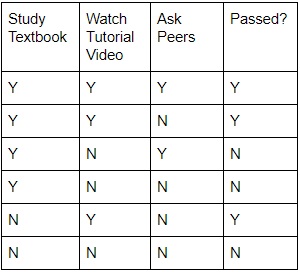 Study Textbook | Watch Tutorial Video | Ask Peers | Passed?
Y | Y | Y | Y
Y | Y | N | Y
Y | N | Y | N
Y | N | N | N
N | Y | N | Y
N | N | N | N